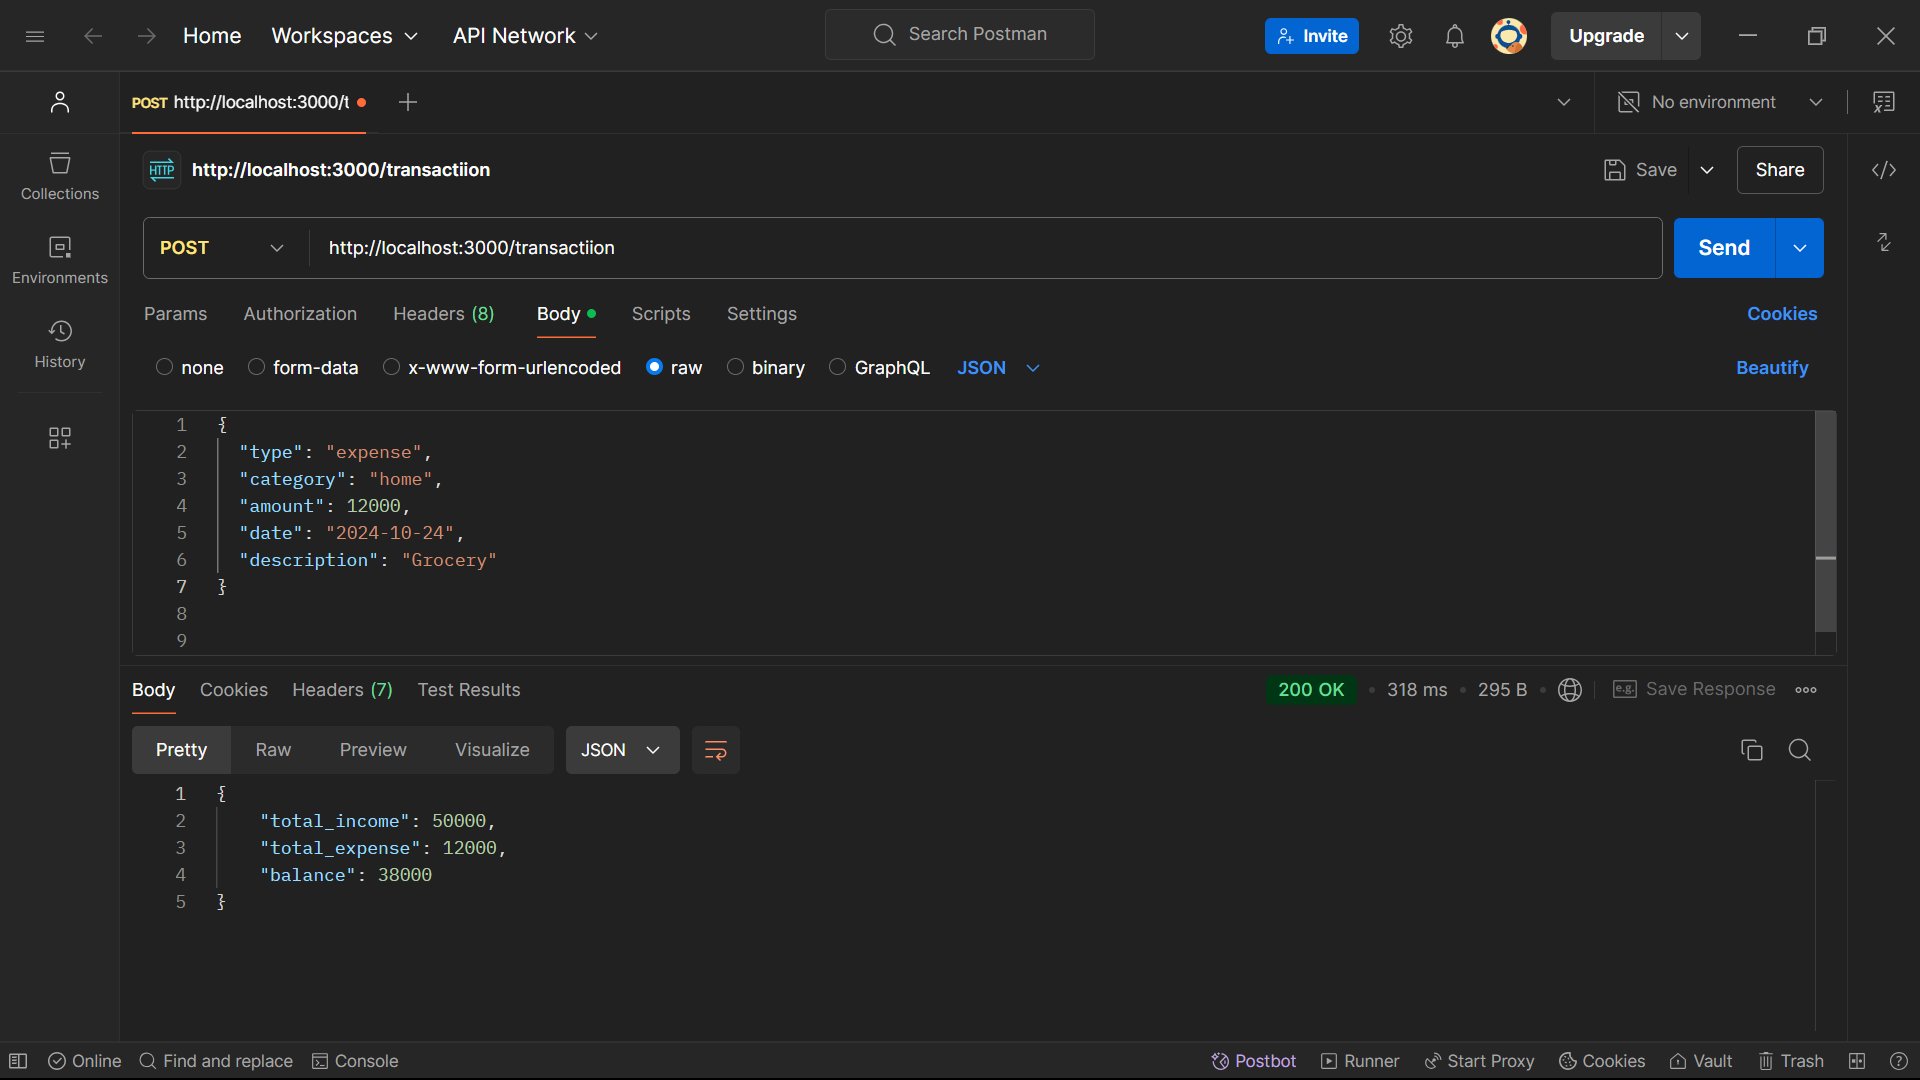 Home Workspaces API Network Search Postman Invite Upgrade
POST http://localhost:3000/t No environment
HTTP http://localhost:3000/transactiion Save Share
Collections
POST http://localhost:3000/transactiion Send
Environments
Params Authorization Headers (8) Body Scripts Settings Cookies
History
none form-data x-www-form-urlencoded raw binary GraphQL JSON Beautify
1 {
2 "type": "expense",
3 "category": "home",
4 "amount": 12000,
5 "date": "2024-10-24",
6 "description": "Grocery"
7 }
8
9
Body Cookies Headers (7) Test Results 200 OK • 318 ms • 295 B • e.g. Save Response
Pretty Raw Preview Visualize JSON
1 {
2 "total_income": 50000,
3 "total_expense": 12000,
4 "balance": 38000
5 }
Online Find and replace Console Postbot Runner Start Proxy Cookies Vault Trash